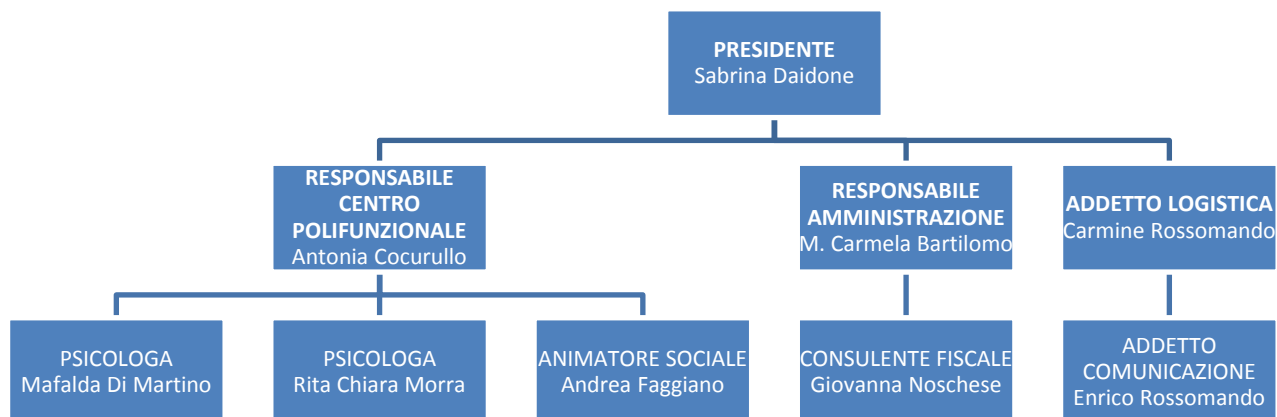 PRESIDENTE
Sabrina Daidone
RESPONSABILE
CENTRO
POLIFUNZIONALE
Antonia Cocurullo
RESPONSABILE
AMMINISTRAZIONE
M. Carmela Bartilomo
ADDETTO LOGISTICA
Carmine Rossomando
PSICOLOGA
Mafalda Di Martino
PSICOLOGA
Rita Chiara Morra
ANIMATORE SOCIALE
Andrea Faggiano
CONSULENTE FISCALE
Giovanna Noschese
ADDETTO
COMUNICAZIONE
Enrico Rossomando